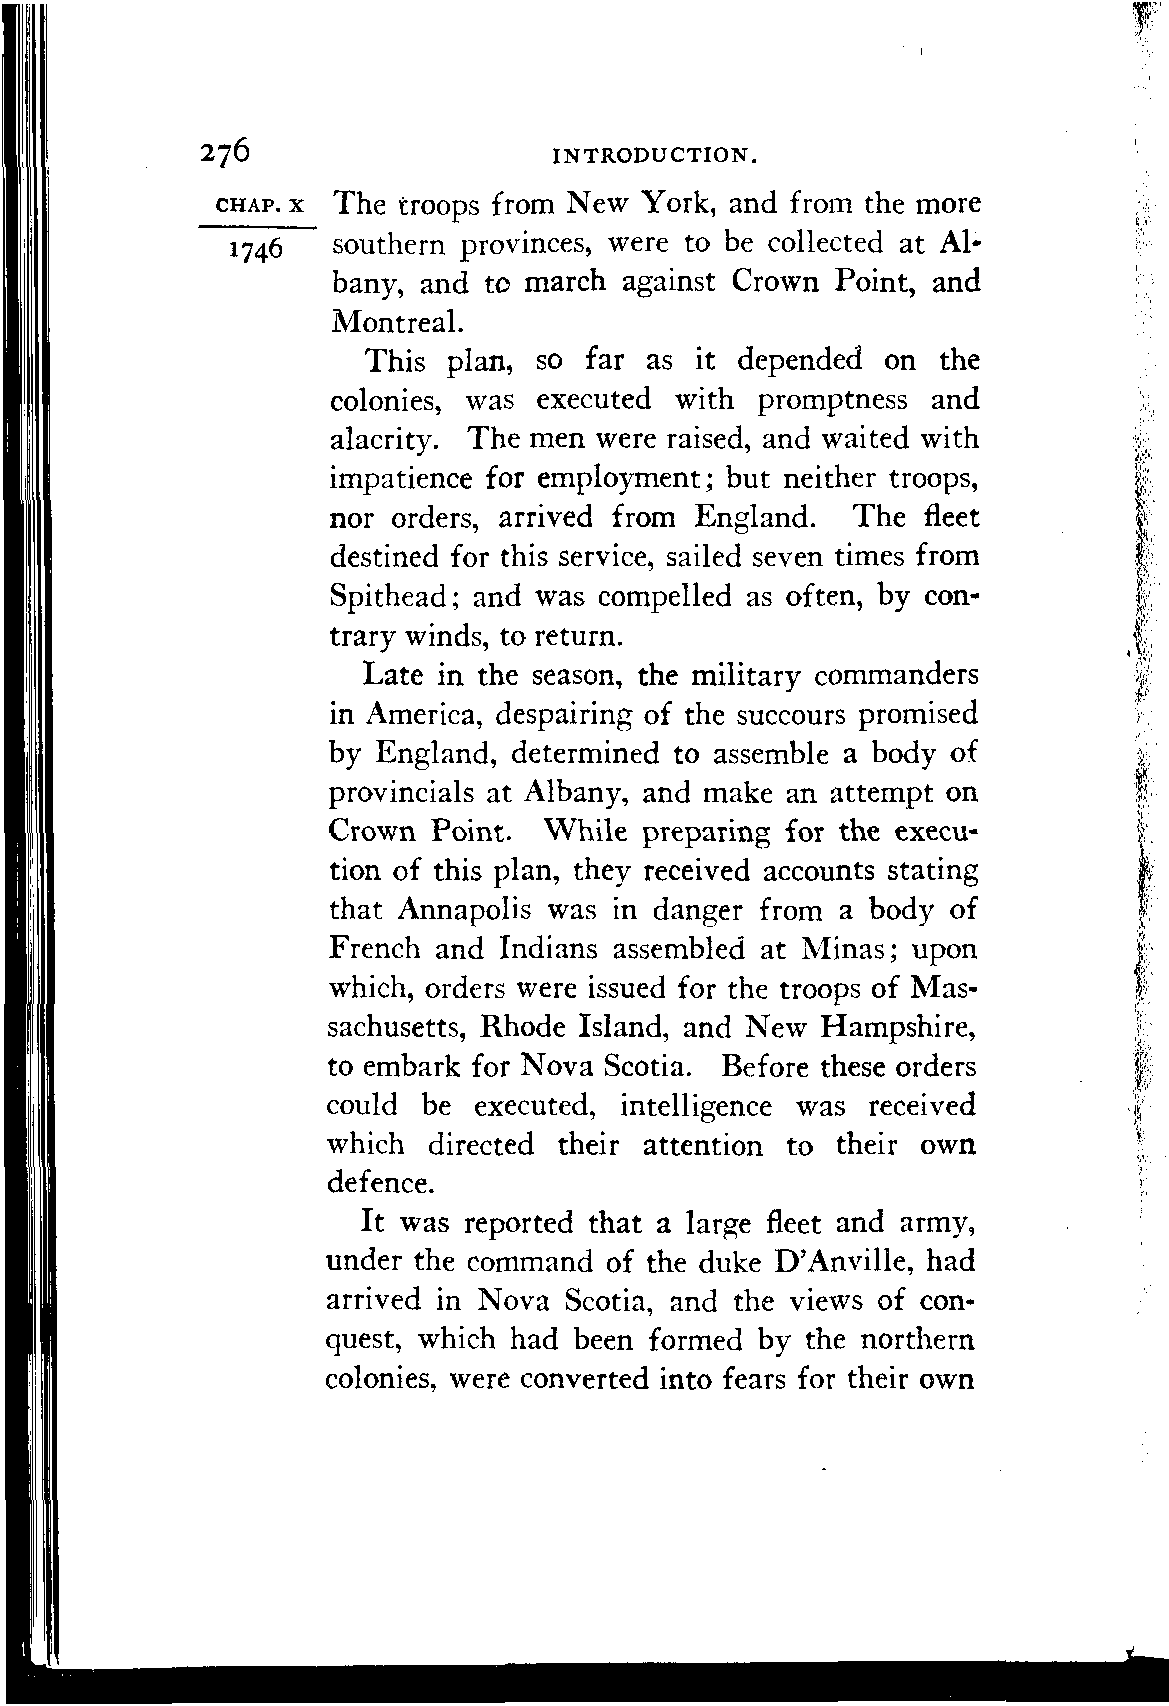 276 INTRODUCTION.
CHAP. X The troops from New York, and from the more
1746 southern provinces, were to be collected at Al-
bany, and to march against Crown Point, and
Montreal.
This plan, so far as it depended on the
colonies, was executed with promptness and
alacrity. The men were raised, and waited with
impatience for employment; but neither troops,
nor orders, arrived from England. The fleet
destined for this service, sailed seven times from
Spithead; and was compelled as often, by con-
trary winds, to return.
Late in the season, the military commanders
in America, despairing of the succours promised
by England, determined to assemble a body of
provincials at Albany, and make an attempt on
Crown Point. While preparing for the execu-
tion of this plan, they received accounts stating
that Annapolis was in danger from a body of
French and Indians assembled at Minas; upon
which, orders were issued for the troops of Mas-
sachusetts, Rhode Island, and New Hampshire,
to embark for Nova Scotia. Before these orders
could be executed, intelligence was received
which directed their attention to their own
defence.
It was reported that a large fleet and army,
under the command of the duke D'Anville, had
arrived in Nova Scotia, and the views of con-
quest, which had been formed by the northern
colonies, were converted into fears for their own